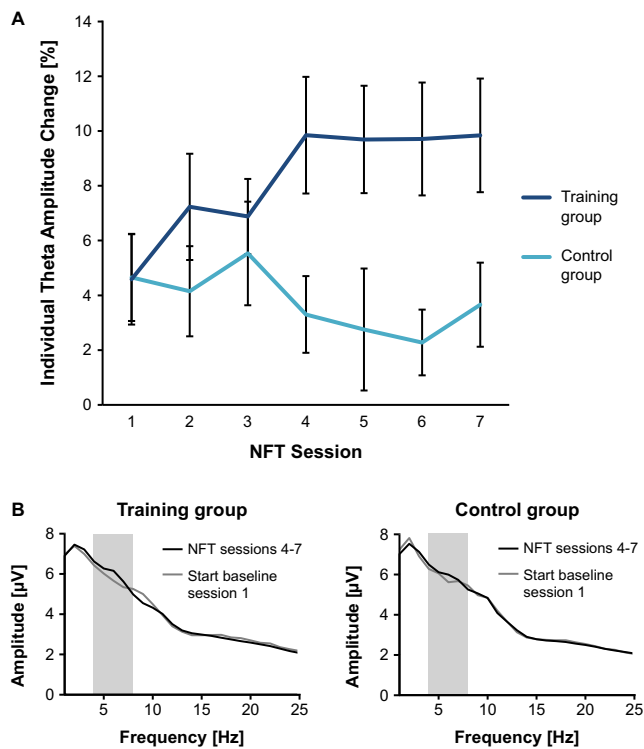 A
Individual Theta Amplitude Change [%]
14
12
10
8
6
4
2
0
1 2 3 4 5 6 7
NFT Session
Training
group
Control
group
B
Training group
Amplitude [µV]
8
6
4
2
0
NFT sessions 4-7
Start baseline
session 1
5 10 15 20 25
Frequency [Hz]
Control group
Amplitude [µV]
8
6
4
2
0
NFT sessions 4-7
Start baseline
session 1
5 10 15 20 25
Frequency [Hz]